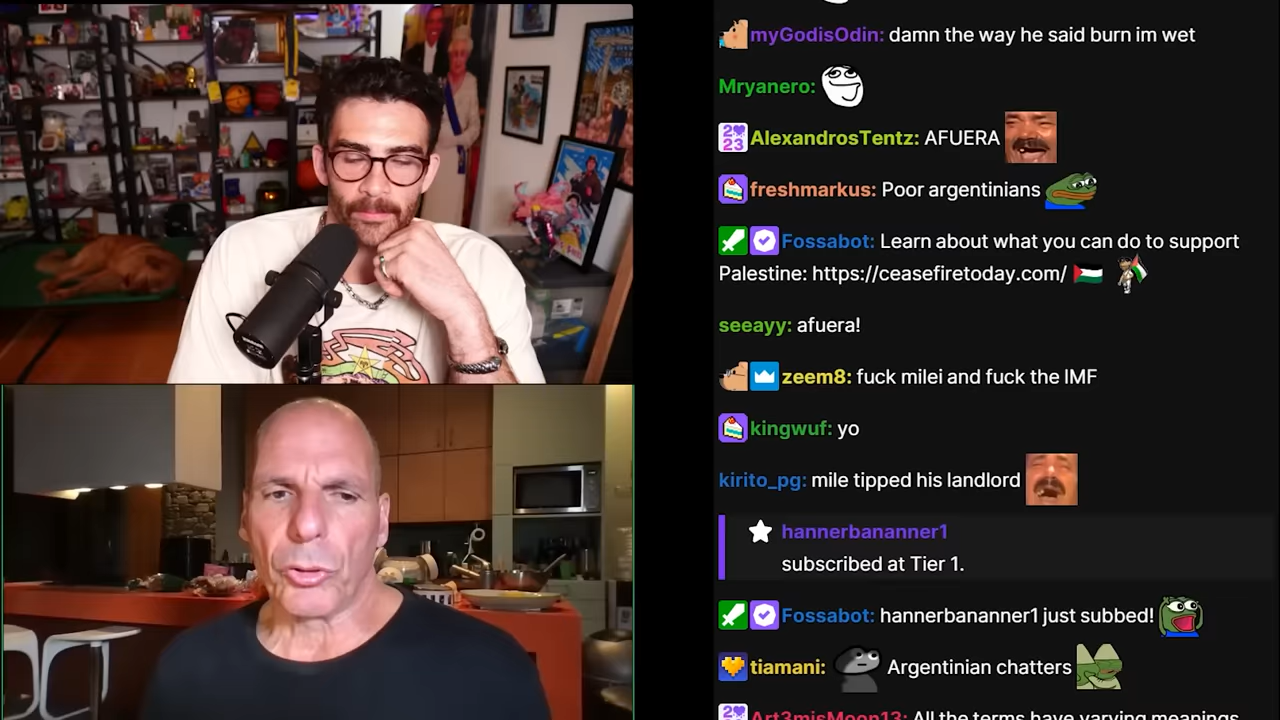 myGodisOdin: damn the way he said burn im wet
Mryanero:
AlexandrosTentz: AFUERA
freshmarkus: Poor argentinians
Fossabot: Learn about what you can do to support
Palestine: https://ceasefiretoday.com/
seeayy: afuera!
zeem8: fuck milei and fuck the IMF
kingwuf: yo
kirito_pg: mile tipped his landlord
hannerbananner1
subscribed at Tier 1.
Fossabot: hannerbananner1 just subbed!
tiamani: Argentinian chatters
Art3misMoon13: All the terms have varying meanings